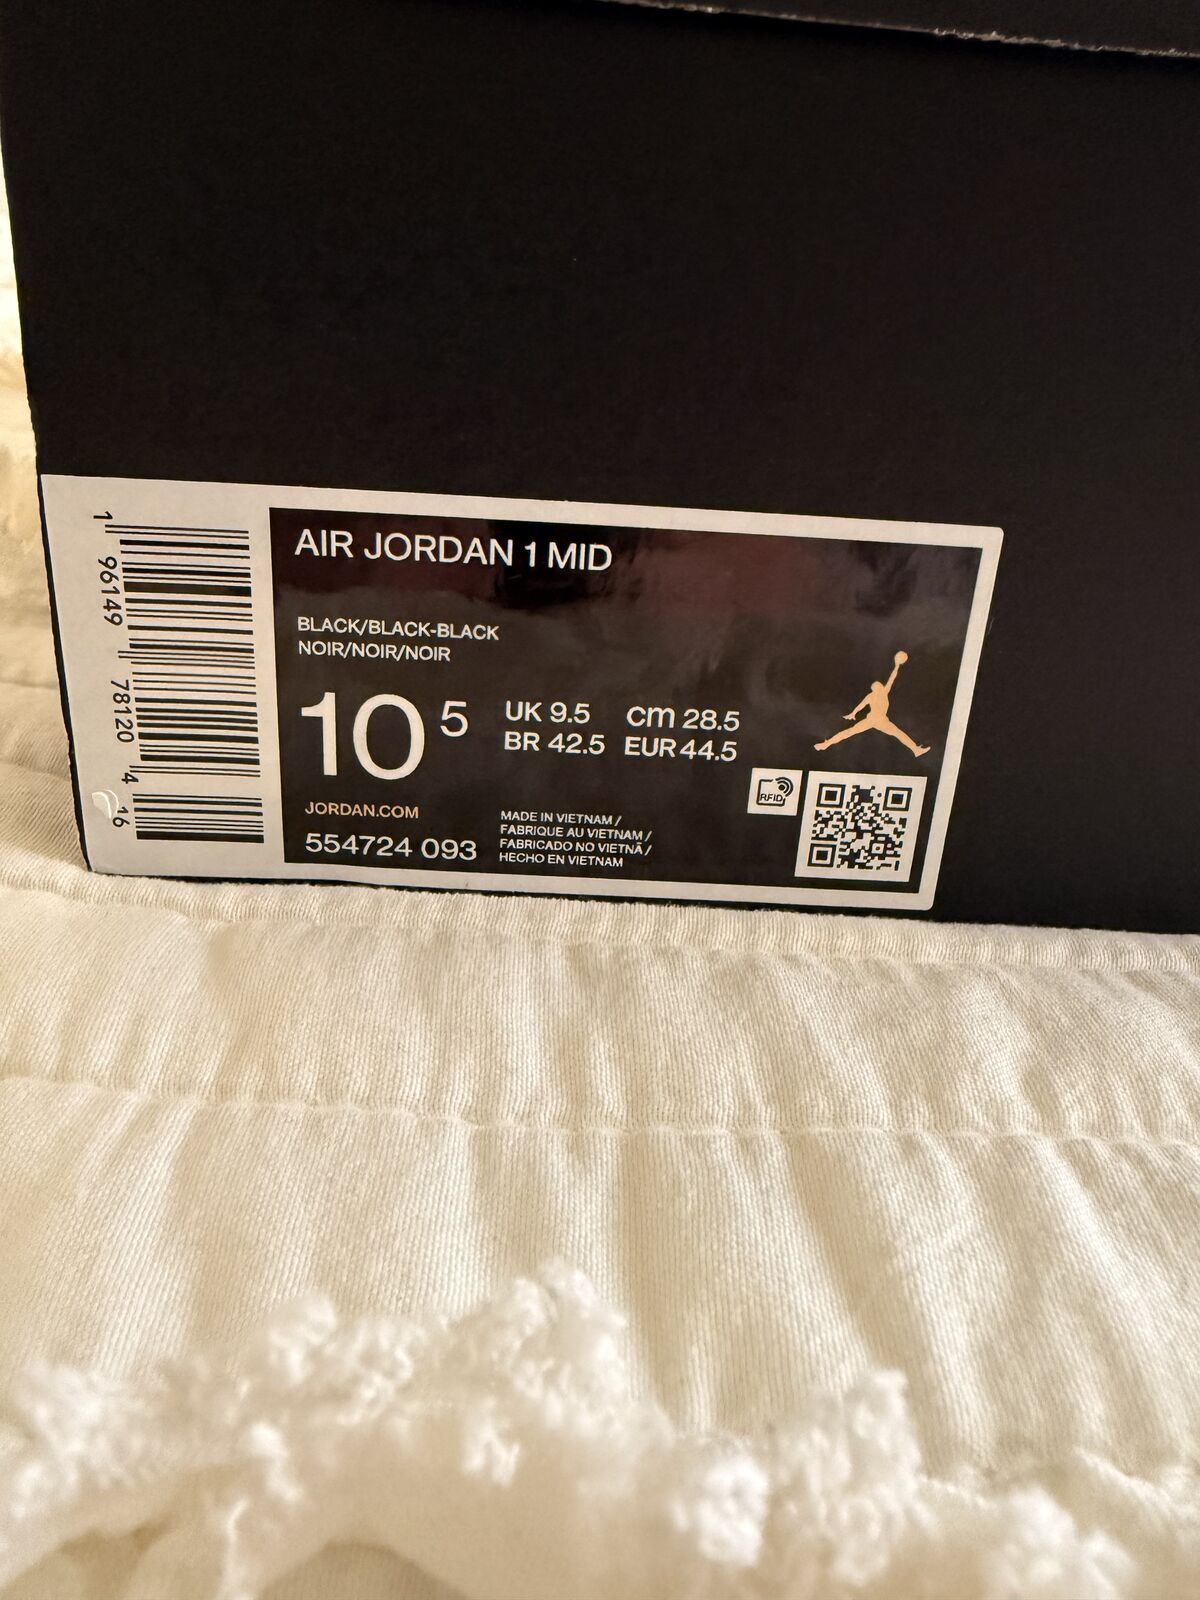 AIR JORDAN 1 MID
BLACK/BLACK-BLACK
NOIR/NOIR/NOIR
10 5
UK 9.5 cm 28.5
BR 42.5 EUR 44.5
JORDAN.COM
554724 093
MADE IN VIETNAM /
FABRIQUE AU VIETNAM /
FABRICADO NO VIETNÃ /
HECHO EN VIETNAM
RFID
1 96149 78120 4 16